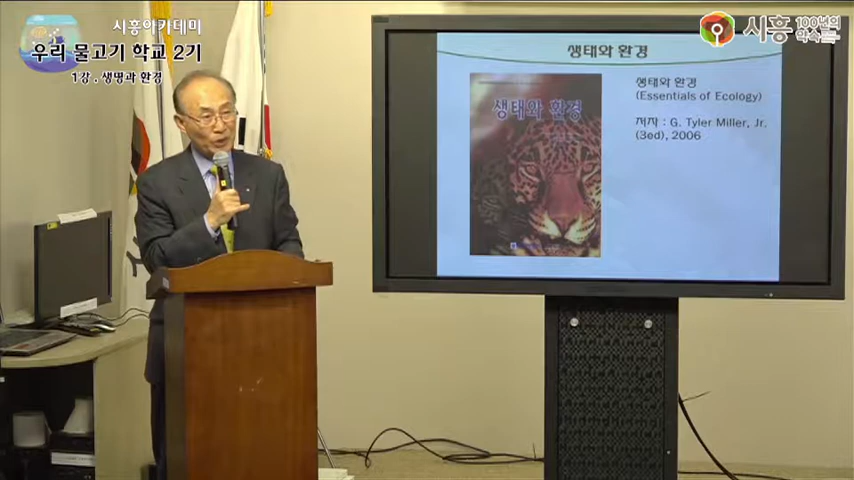 시흥아카데미
우리 물고기 학교 2기
1강. 생명과 환경
시흥 100년의 약속
생태와 환경
생태와 환경
생태와 환경
(Essentials of Ecology)
저자 : G. Tyler Miller, Jr.
(3ed), 2006